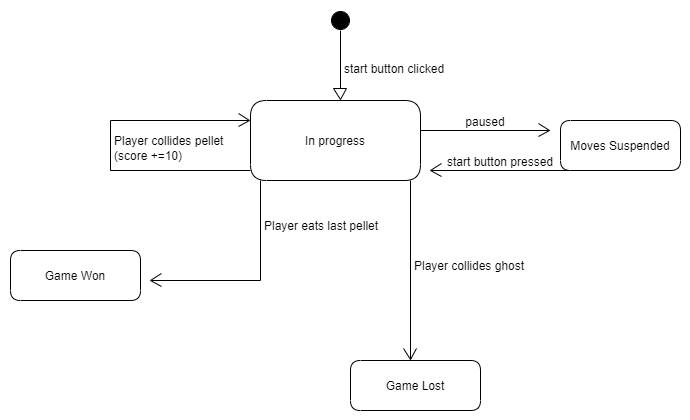 start button clicked
In progress
Player collides pellet
(score +=10)
paused
Moves Suspended
start button pressed
Player eats last pellet
Game Won
Player collides ghost
Game Lost